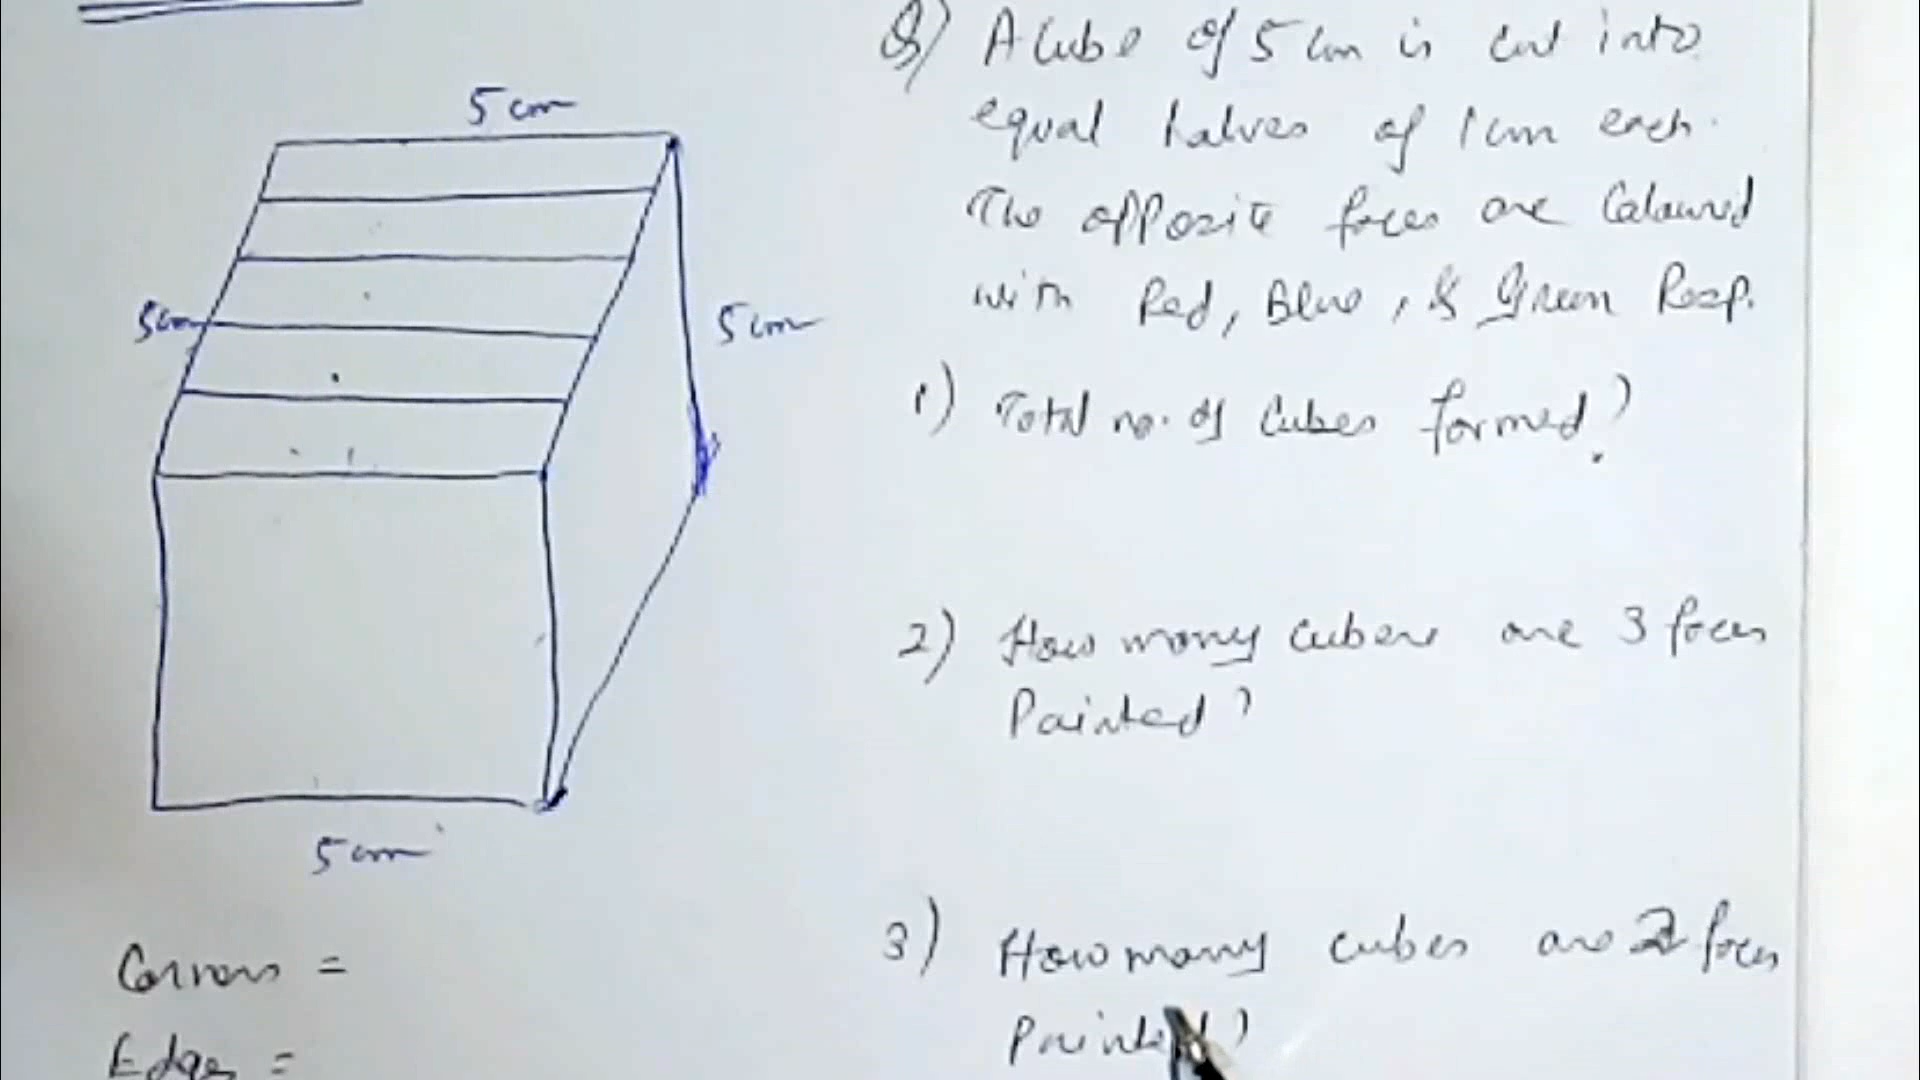 5 cm
5cm
5 cm
5 cm
Corners =
Edges =
Q) A Cube of 5 cm is cut into
equal halves of 1 cm each.
The opposite faces are Coloured
with Red, Blue, & Green Resp.
1) Total no. of Cubes formed?
2) How many cubes are 3 faces
Painted?
3) How many cubes are 2 faces
Painted?